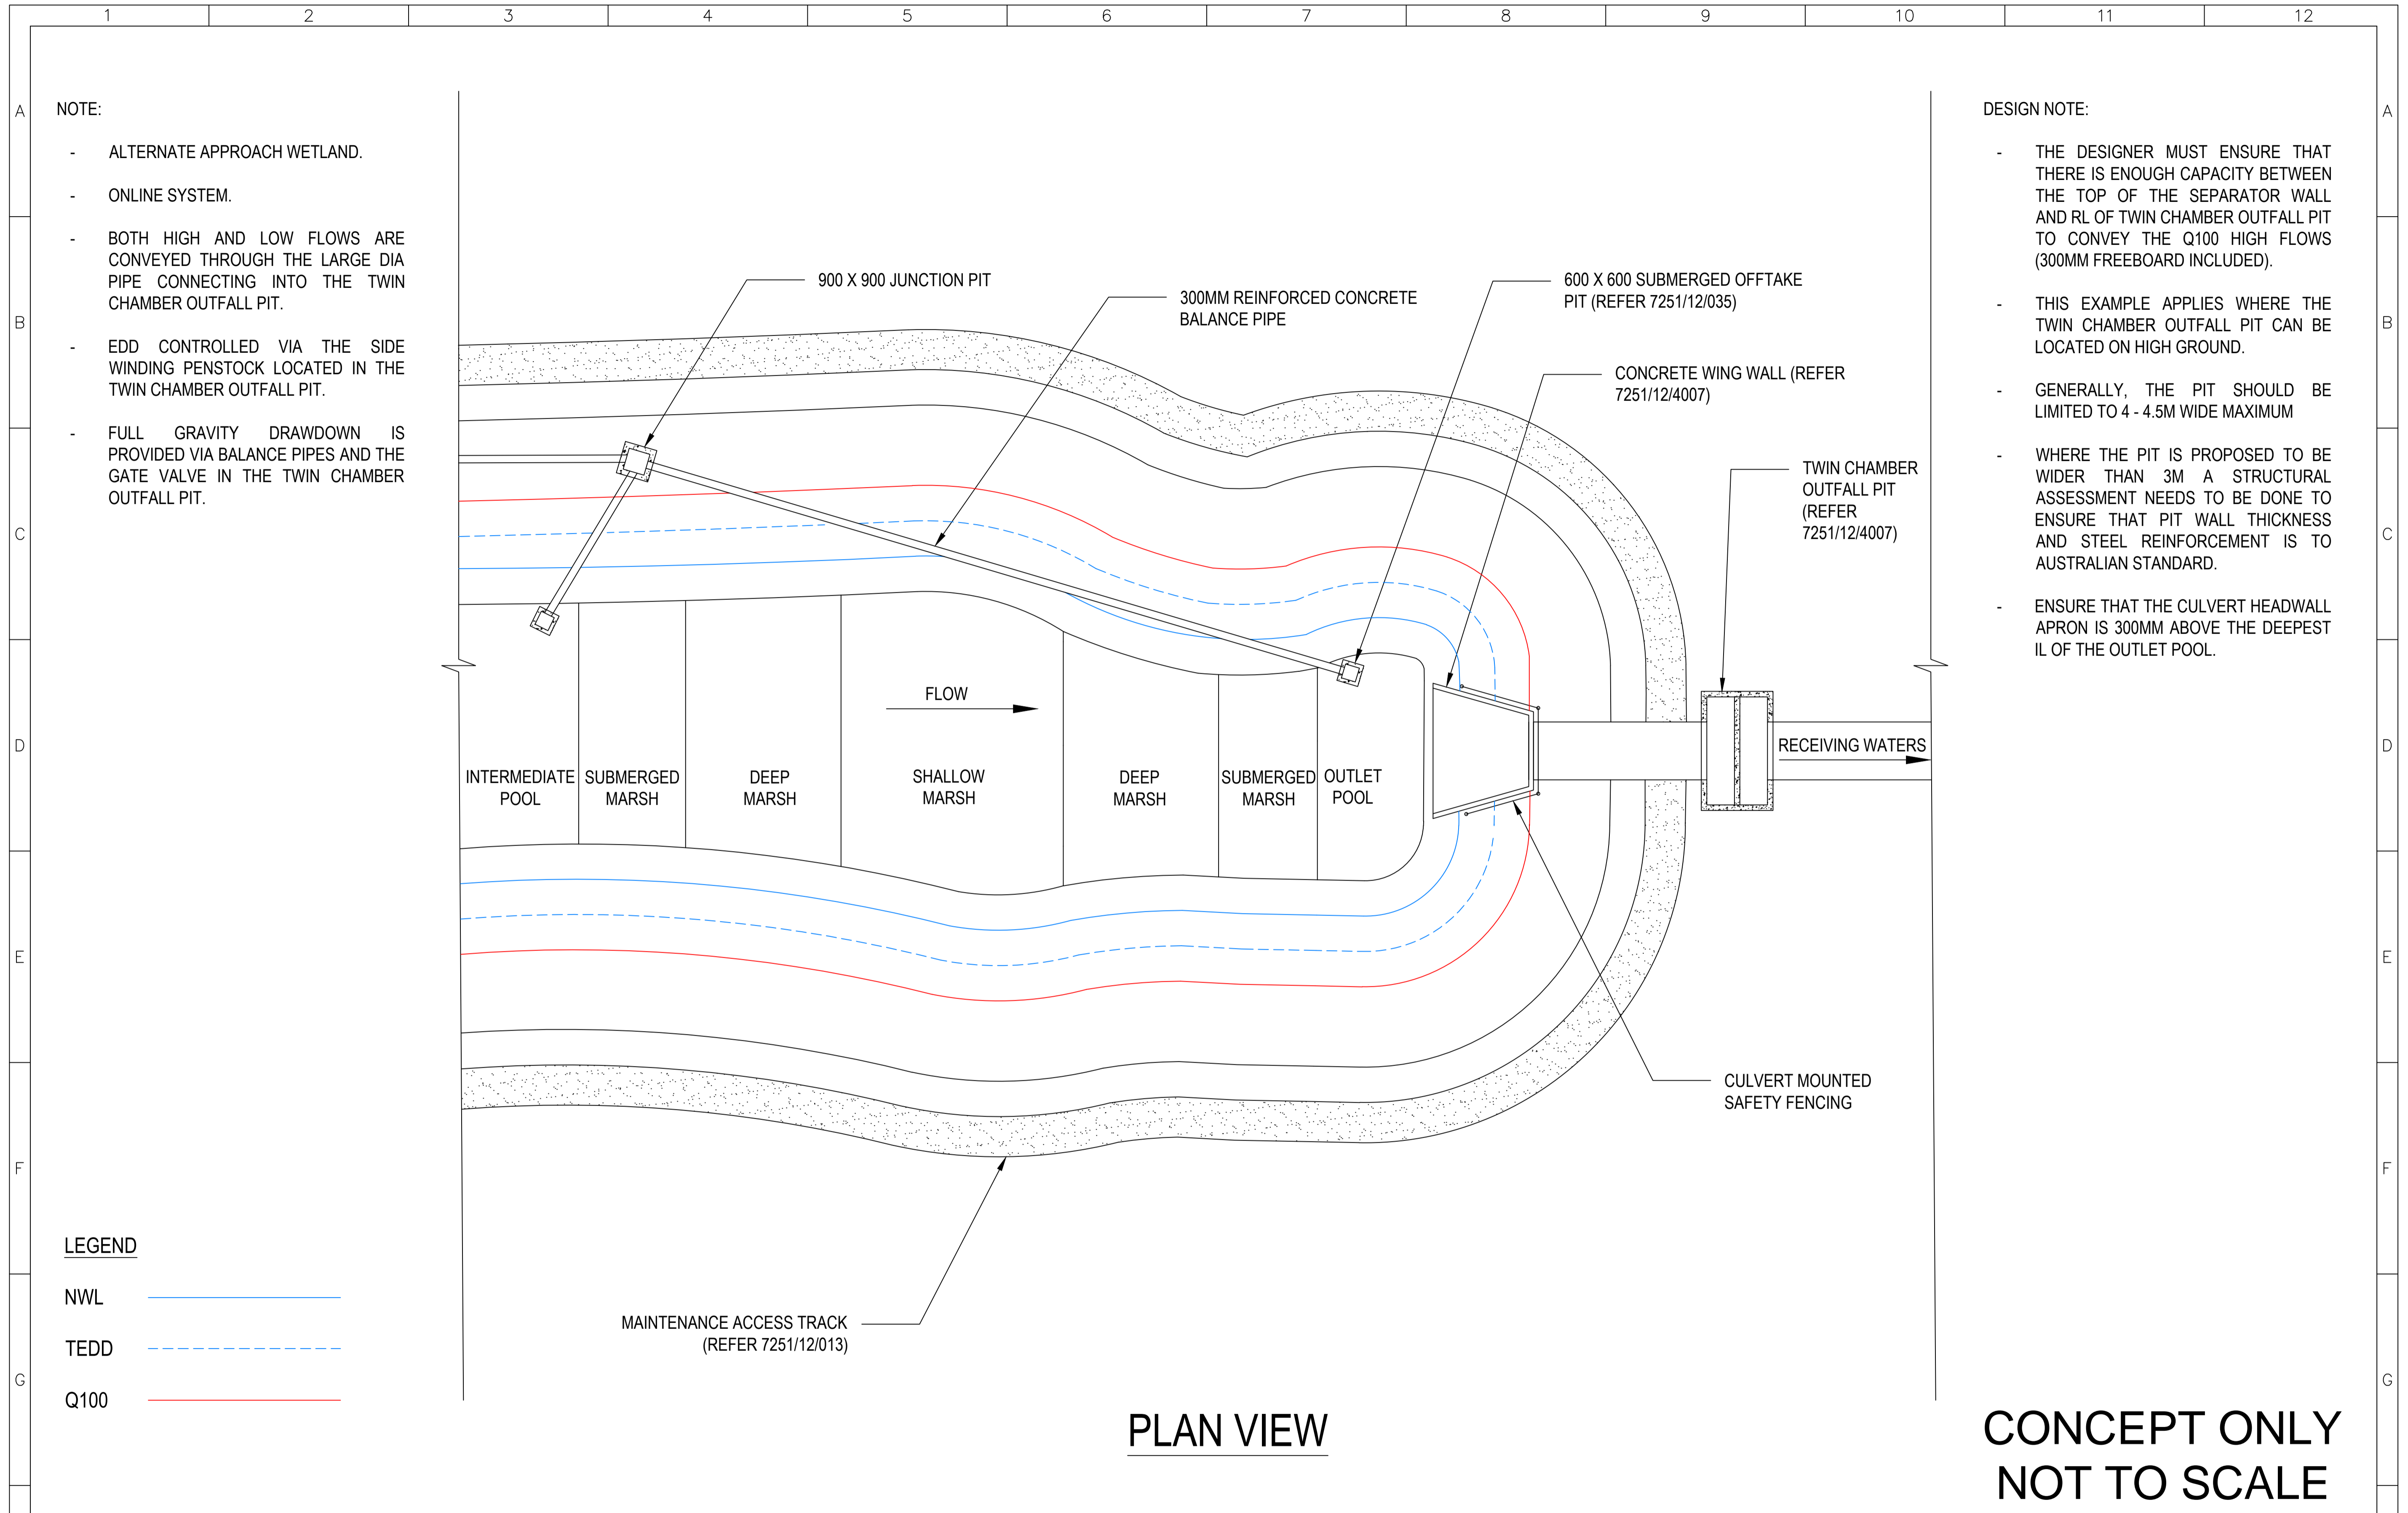 1 2 3 4 5 6 7 8 9 10 11 12
A
B
C
D
E
F
G
NOTE:
- ALTERNATE APPROACH WETLAND.
- ONLINE SYSTEM.
- BOTH HIGH AND LOW FLOWS ARE
CONVEYED THROUGH THE LARGE DIA
PIPE CONNECTING INTO THE TWIN
CHAMBER OUTFALL PIT.
- EDD CONTROLLED VIA THE SIDE
WINDING PENSTOCK LOCATED IN THE
TWIN CHAMBER OUTFALL PIT.
- FULL GRAVITY DRAWDOWN IS
PROVIDED VIA BALANCE PIPES AND THE
GATE VALVE IN THE TWIN CHAMBER
OUTFALL PIT.
LEGEND
NWL
TEDD
Q100
900 X 900 JUNCTION PIT
300MM REINFORCED CONCRETE
BALANCE PIPE
600 X 600 SUBMERGED OFFTAKE
PIT (REFER 7251/12/035)
CONCRETE WING WALL (REFER
7251/12/4007)
TWIN CHAMBER
OUTFALL PIT
(REFER
7251/12/4007)
FLOW
INTERMEDIATE
POOL
SUBMERGED
MARSH
DEEP
MARSH
SHALLOW
MARSH
DEEP
MARSH
SUBMERGED
MARSH
OUTLET
POOL
RECEIVING WATERS
CULVERT MOUNTED
SAFETY FENCING
MAINTENANCE ACCESS TRACK
(REFER 7251/12/013)
PLAN VIEW
DESIGN NOTE:
- THE DESIGNER MUST ENSURE THAT
THERE IS ENOUGH CAPACITY BETWEEN
THE TOP OF THE SEPARATOR WALL
AND RL OF TWIN CHAMBER OUTFALL PIT
TO CONVEY THE Q100 HIGH FLOWS
(300MM FREEBOARD INCLUDED).
- THIS EXAMPLE APPLIES WHERE THE
TWIN CHAMBER OUTFALL PIT CAN BE
LOCATED ON HIGH GROUND.
- GENERALLY, THE PIT SHOULD BE
LIMITED TO 4 - 4.5M WIDE MAXIMUM
- WHERE THE PIT IS PROPOSED TO BE
WIDER THAN 3M A STRUCTURAL
ASSESSMENT NEEDS TO BE DONE TO
ENSURE THAT PIT WALL THICKNESS
AND STEEL REINFORCEMENT IS TO
AUSTRALIAN STANDARD.
- ENSURE THAT THE CULVERT HEADWALL
APRON IS 300MM ABOVE THE DEEPEST
IL OF THE OUTLET POOL.
A
B
C
D
E
F
G
CONCEPT ONLY
NOT TO SCALE